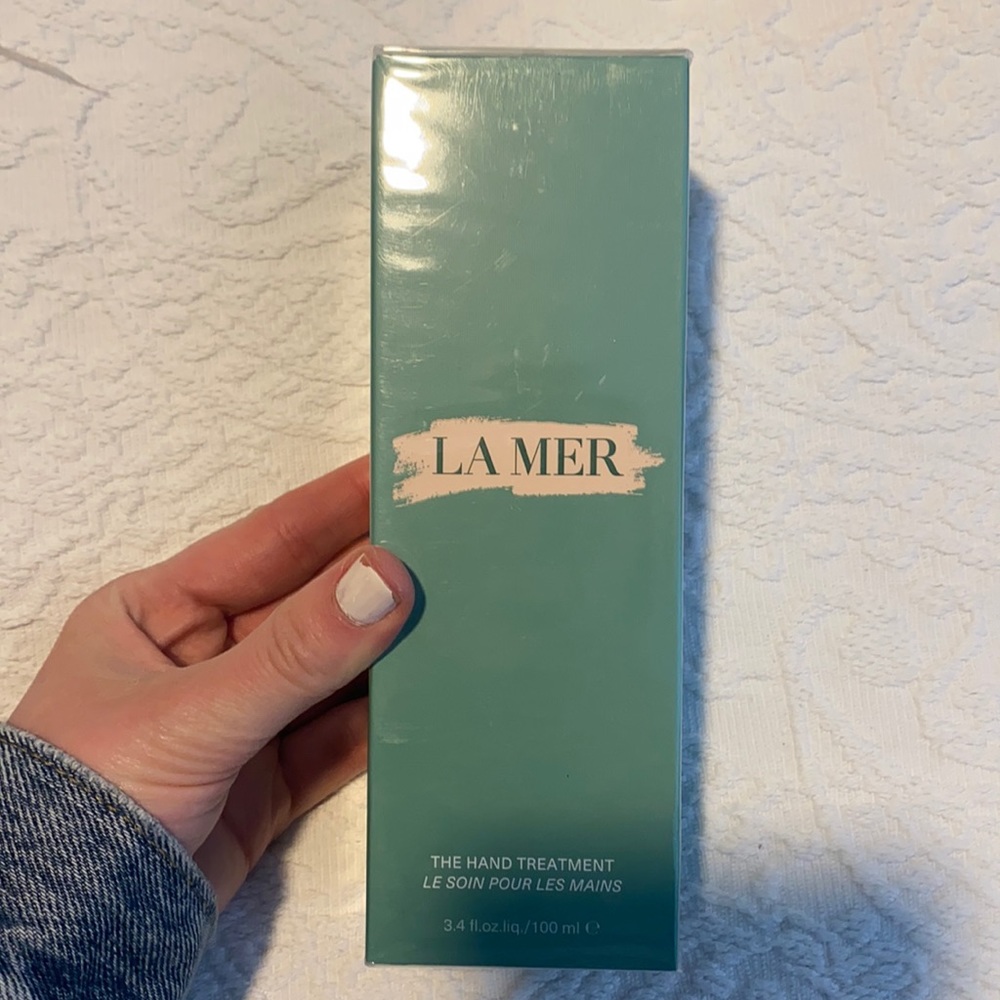 LA MER
THE HAND TREATMENT
LE SOIN POUR LES MAINS
3.4 fl.oz.liq./100 ml ℮